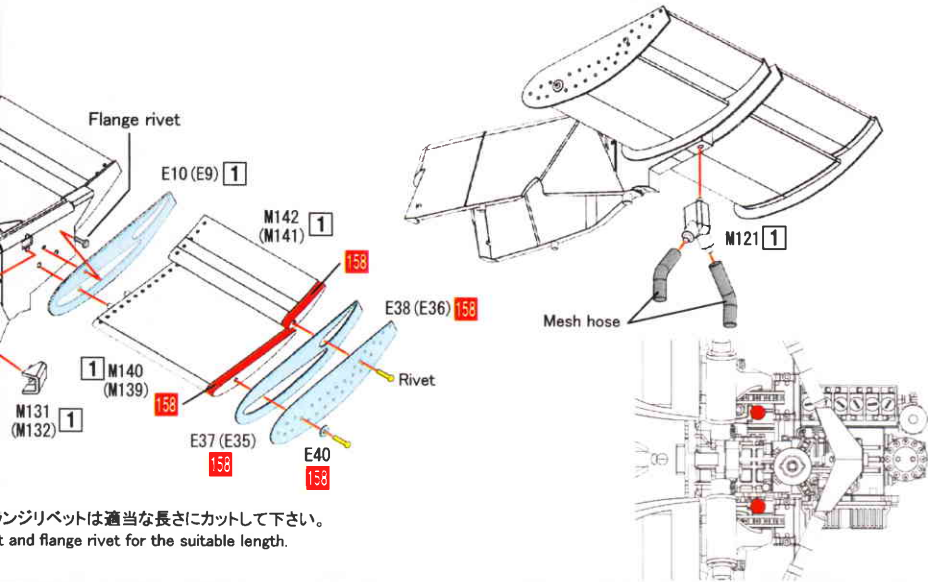 Flange rivet
E10 (E9) 1
M142
(M141) 1
158
E38 (E36) 158
Rivet
1 M140
(M139)
158
M131
(M132) 1
E37 (E35)
158
E40
158
M121 1
Mesh hose
ンジリベットは適当な長さにカットして下さい。
t and flange rivet for the suitable length.